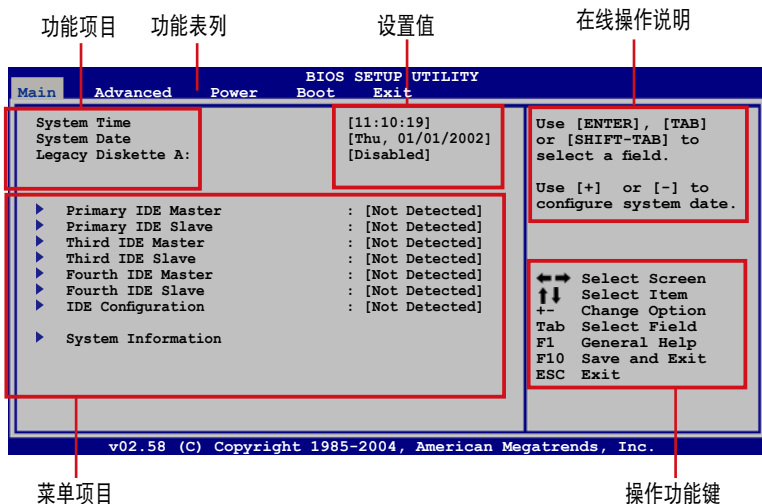 功能项目 功能表列 设置值 在线操作说明
BIOS SETUP UTILITY
Main Advanced Power Boot Exit
System Time [11:10:19]
System Date [Thu, 01/01/2002]
Legacy Diskette A: [Disabled]
Use [ENTER], [TAB]
or [SHIFT-TAB] to
select a field.
Use [+] or [-] to
configure system date.
Primary IDE Master : [Not Detected]
Primary IDE Slave : [Not Detected]
Third IDE Master : [Not Detected]
Third IDE Slave : [Not Detected]
Fourth IDE Master : [Not Detected]
Fourth IDE Slave : [Not Detected]
IDE Configuration : [Not Detected]
System Information
Select Screen
Select Item
+- Change Option
Tab Select Field
F1 General Help
F10 Save and Exit
ESC Exit
v02.58 (C) Copyright 1985-2004, American Megatrends, Inc.
菜单项目 操作功能键